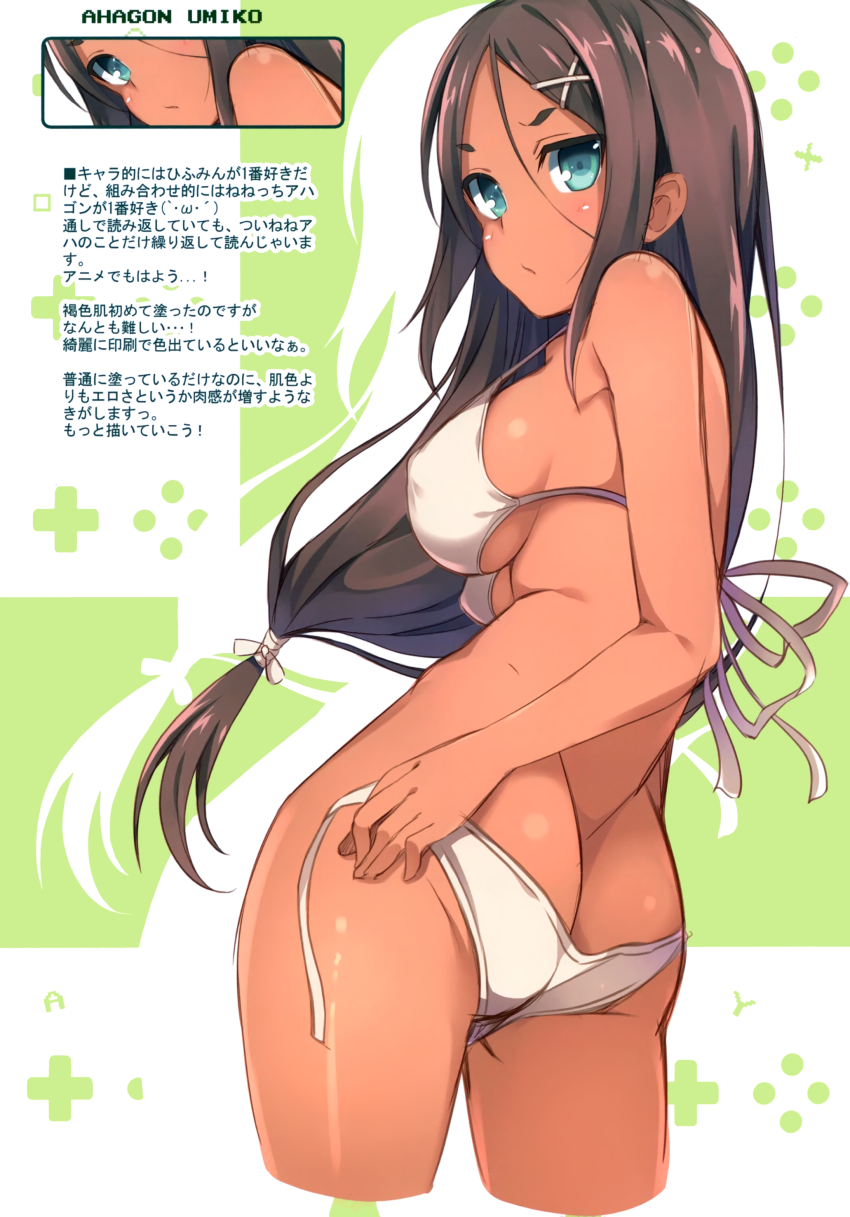 AHAGON UMIKO
■キャラ的にはひふみんが1番好きだ
けど、組み合わせ的にはねねっちアハ
ゴンが1番好き(`･ω･´)
通しで読み返していても、ついねねア
ハのことだけ繰り返して読んじゃいま
す。
アニメでもはよう...！
褐色肌初めて塗ったのですが
なんとも難しい･･･！
綺麗に印刷で色出ているといいなぁ。
普通に塗っているだけなのに、肌色よ
りもエロさというか肉感が増すような
きがしますっ。
もっと描いていこう！
A
Y